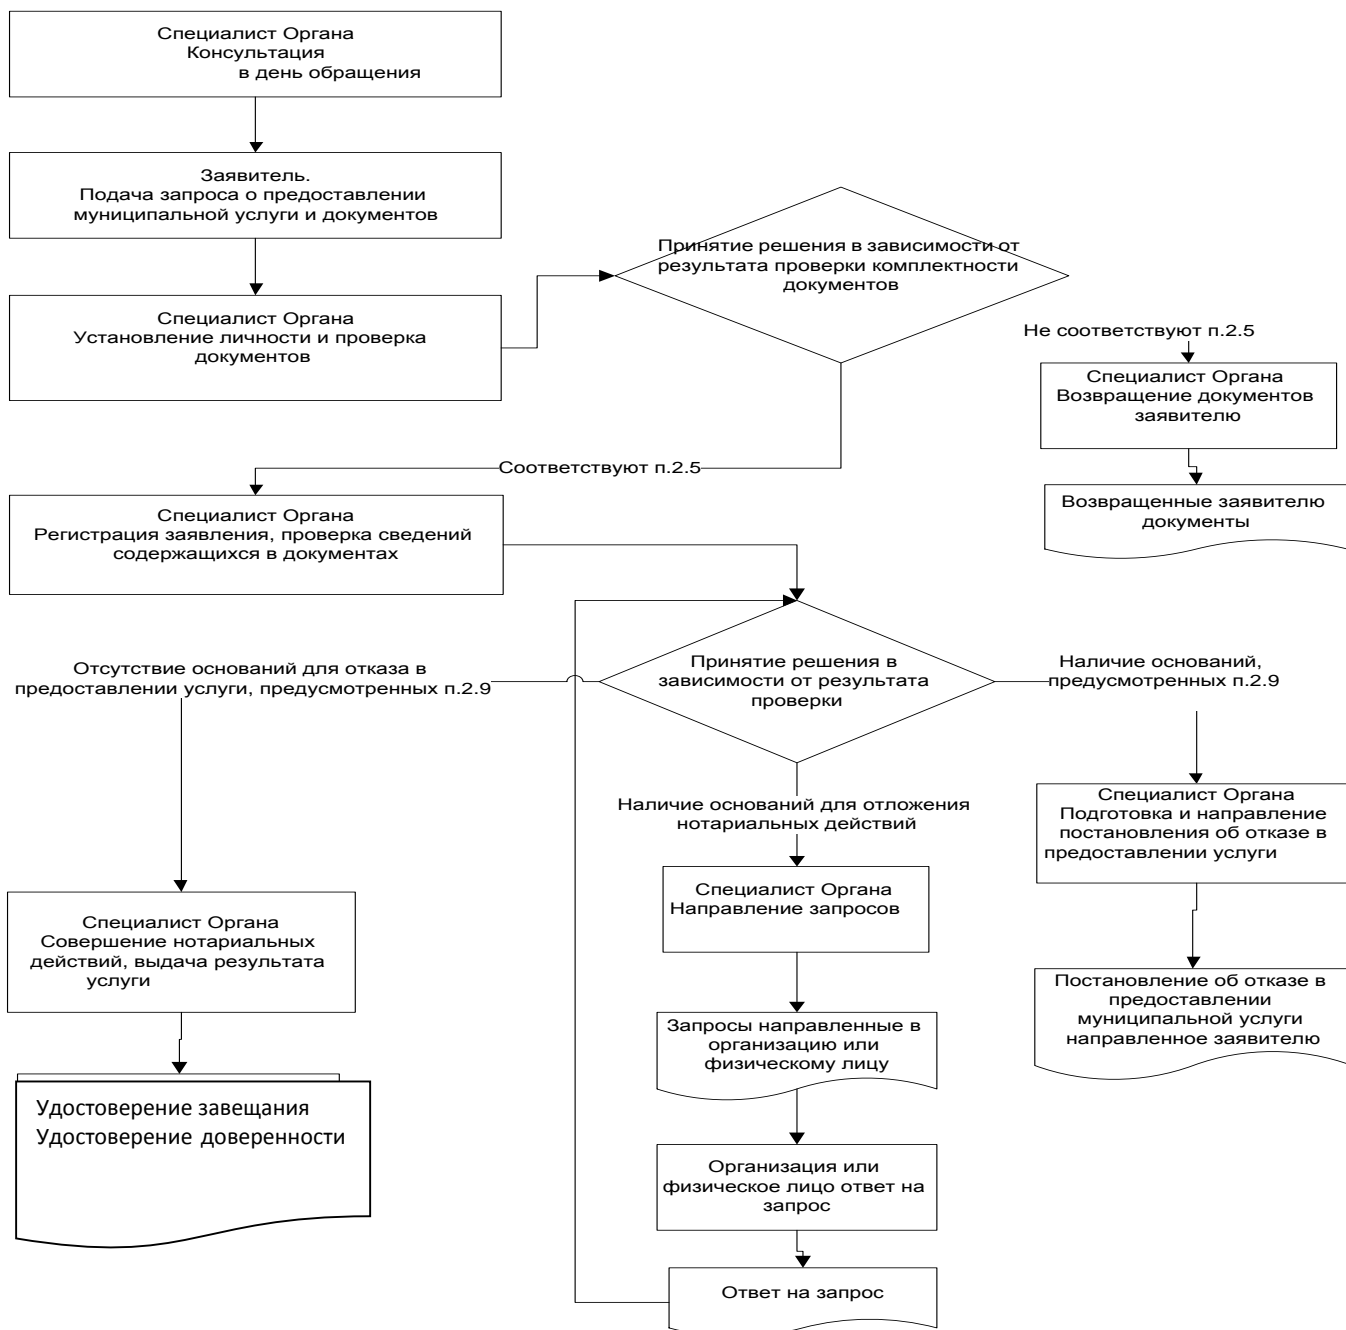 Специалист Органа
Консультация
в день обращения
Заявитель.
Подача запроса о предоставлении
муниципальной услуги и документов
Специалист Органа
Установление личности и проверка
документов
Принятие решения в зависимости от
результата проверки комплектности
документов
Не соответствуют п.2.5
Специалист Органа
Возвращение документов
заявителю
Возвращенные заявителю
документы
Соответствуют п.2.5
Специалист Органа
Регистрация заявления, проверка сведений
содержащихся в документах
Принятие решения в
зависимости от результата
проверки
Отсутствие оснований для отказа в
предоставлении услуги, предусмотренных п.2.9
Наличие оснований,
предусмотренных п.2.9
Наличие оснований для отложения
нотариальных действий
Специалист Органа
Подготовка и направление
постановления об отказе в
предоставлении услуги
Специалист Органа
Направление запросов
Специалист Органа
Совершение нотариальных
действий, выдача результата
услуги
Постановление об отказе в
предоставлении
муниципальной услуги
направленное заявителю
Запросы направленные в
организацию или
физическому лицу
Удостоверение завещания
Удостоверение доверенности
Организация или
физическое лицо ответ на
запрос
Ответ на запрос